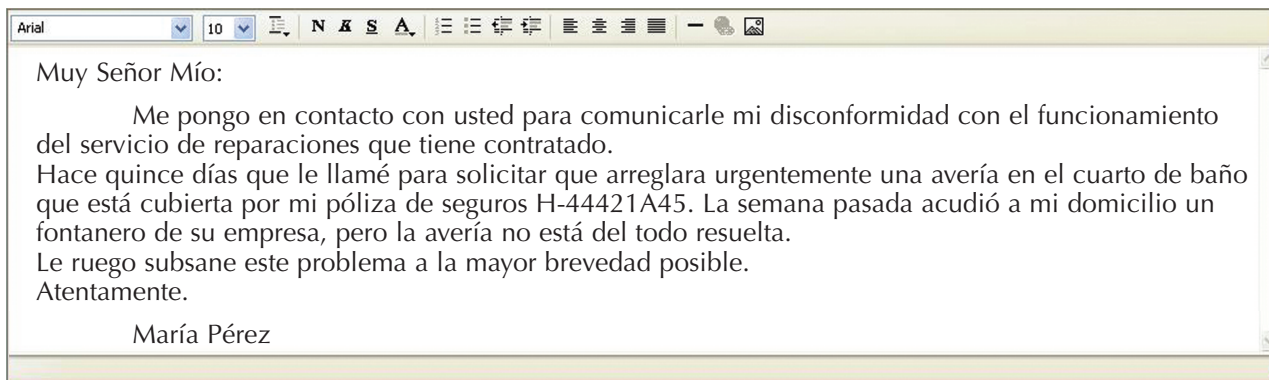 Arial 10 N K S A
Muy Señor Mío:
Me pongo en contacto con usted para comunicarle mi disconformidad con el funcionamiento
del servicio de reparaciones que tiene contratado.
Hace quince días que le llamé para solicitar que arreglara urgentemente una avería en el cuarto de baño
que está cubierta por mi póliza de seguros H-44421A45. La semana pasada acudió a mi domicilio un
fontanero de su empresa, pero la avería no está del todo resuelta.
Le ruego subsane este problema a la mayor brevedad posible.
Atentamente.
María Pérez